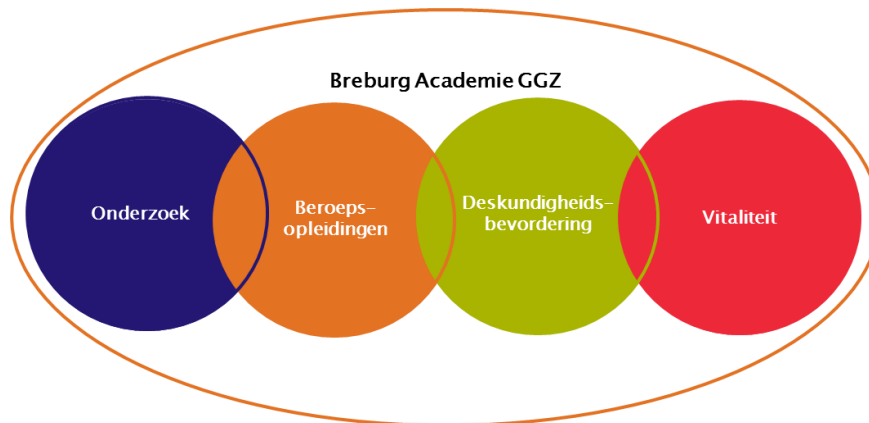 Breburg Academie GGZ
Onderzoek
Beroeps-
opleidingen
Deskundigheids-
bevordering
Vitaliteit